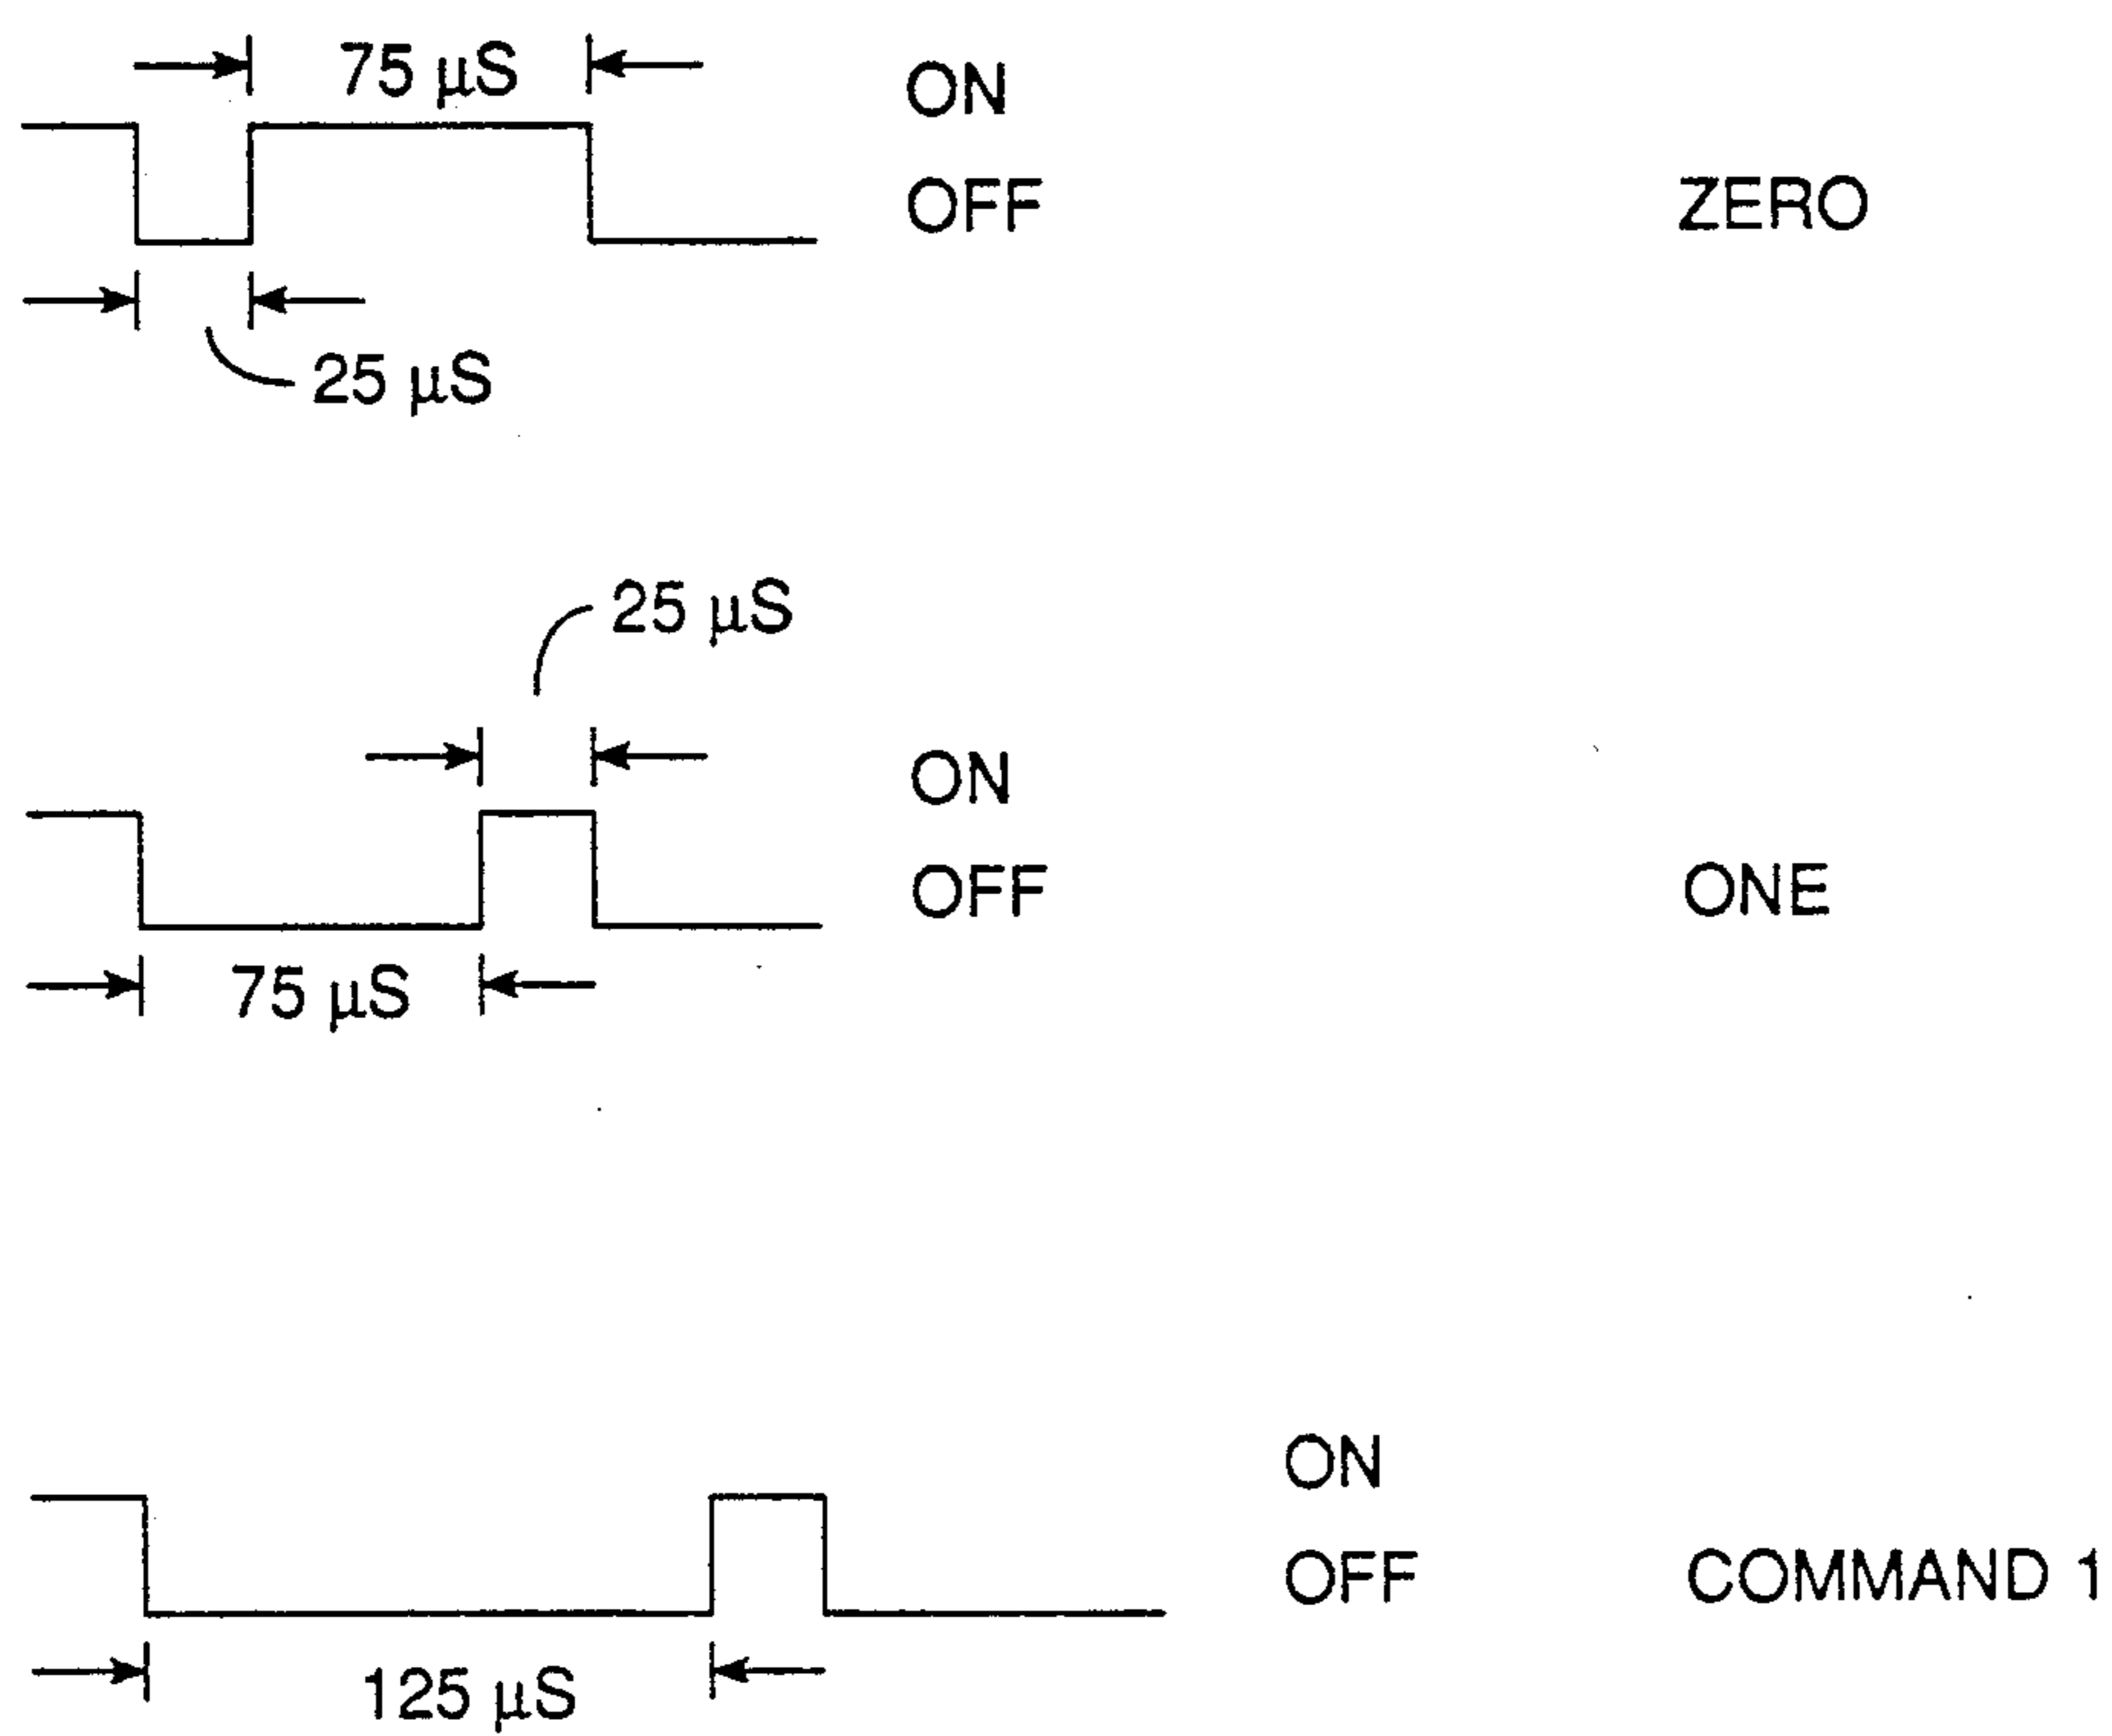 75 µS
ON
OFF
ZERO
25 µS
25 µS
ON
OFF
ONE
75 µS
ON
OFF
COMMAND 1
125 µS